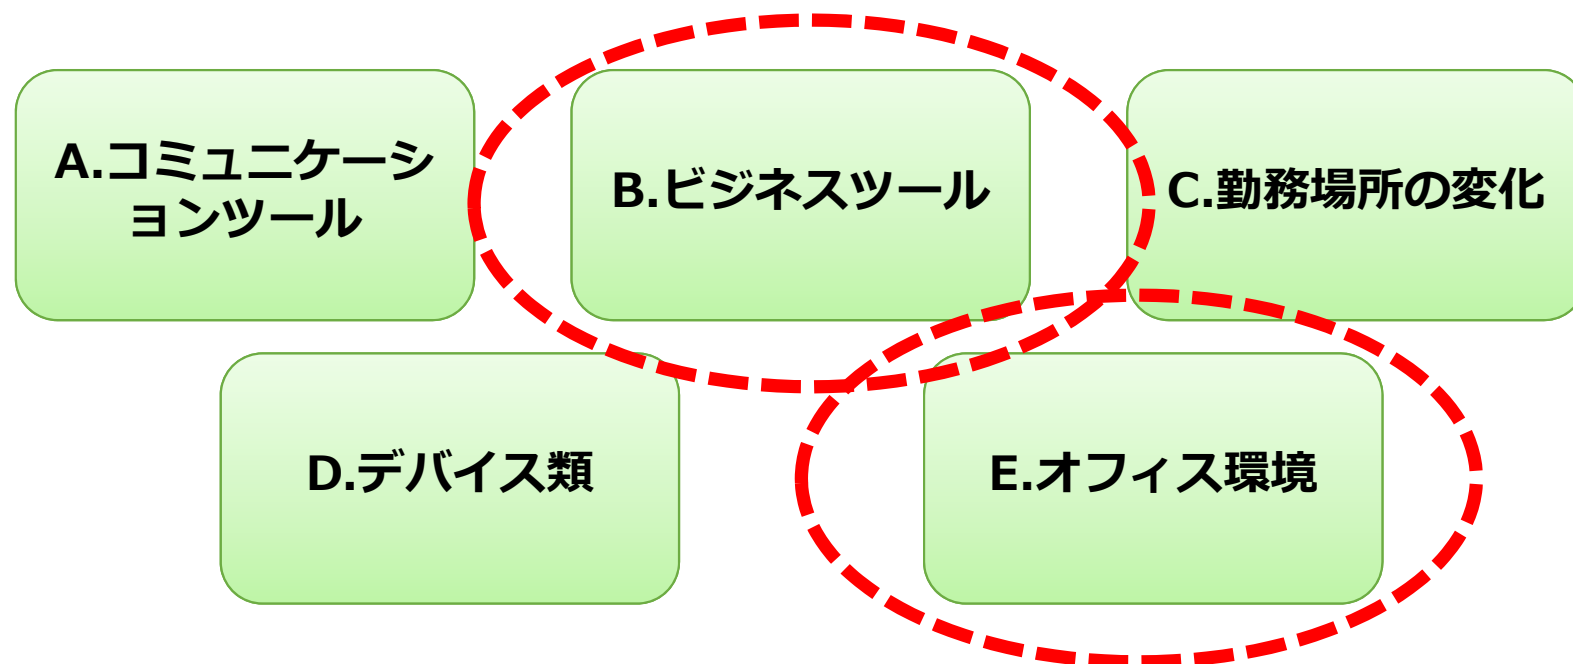 A.コミュニケーシ
ョンツール
B.ビジネスツール
C.勤務場所の変化
D.デバイス類
E.オフィス環境